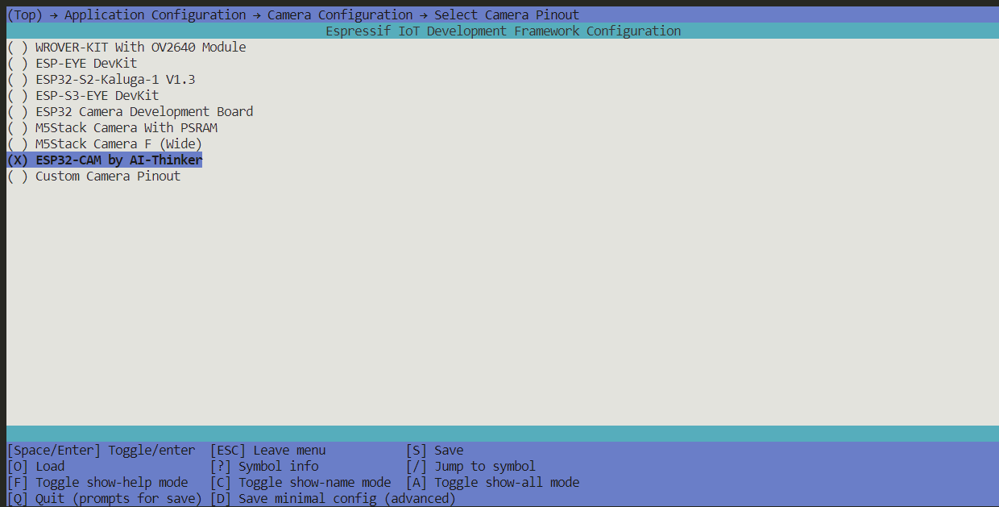 (Top) → Application Configuration → Camera Configuration → Select Camera Pinout
Espressif IoT Development Framework Configuration
( ) WROVER-KIT With OV2640 Module
( ) ESP-EYE DevKit
( ) ESP32-S2-Kaluga-1 V1.3
( ) ESP-S3-EYE DevKit
( ) ESP32 Camera Development Board
( ) M5Stack Camera With PSRAM
( ) M5Stack Camera F (Wide)
(X) ESP32-CAM by AI-Thinker
( ) Custom Camera Pinout
[Space/Enter] Toggle/enter [ESC] Leave menu [S] Save
[O] Load [?] Symbol info [/] Jump to symbol
[F] Toggle show-help mode [C] Toggle show-name mode [A] Toggle show-all mode
[Q] Quit (prompts for save) [D] Save minimal config (advanced)